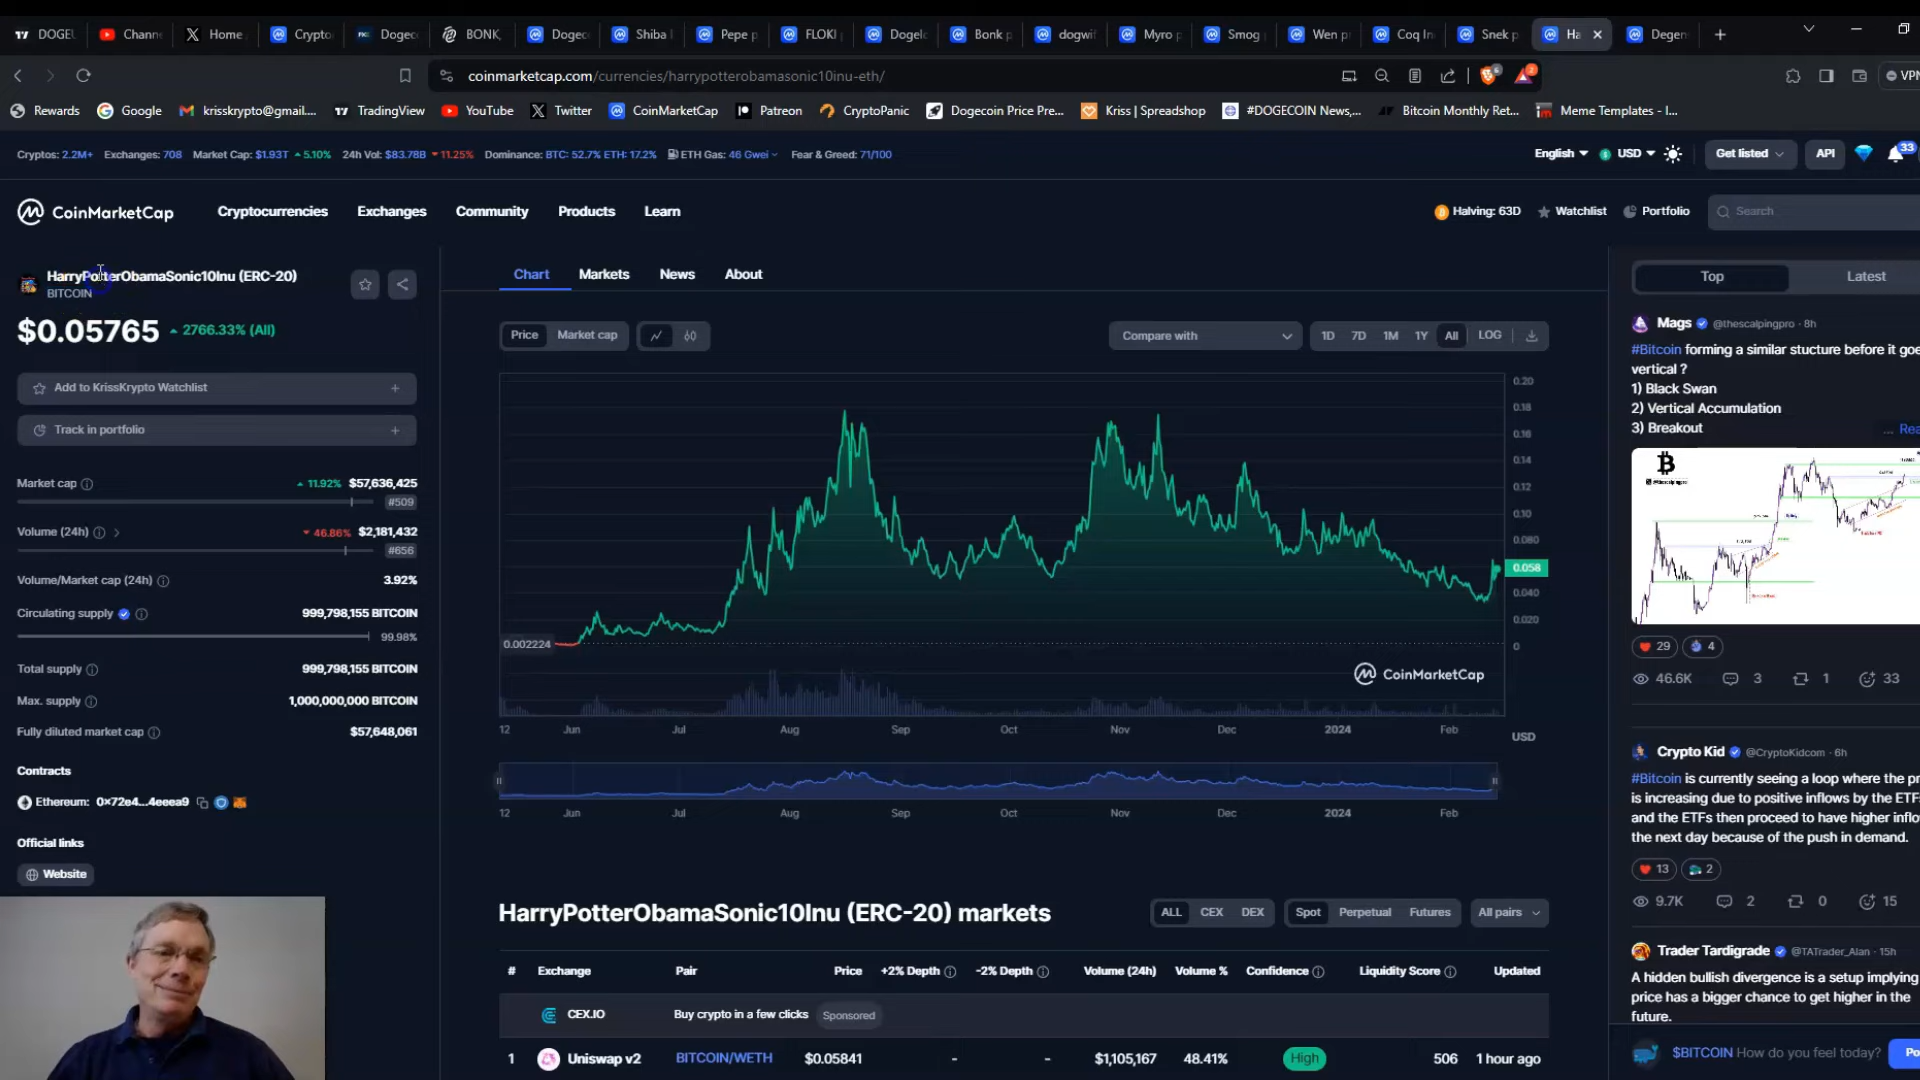 DOGEU
Channe
Home
Crypto
Dogec
BONK,
Dogec
Shiba I
Pepe p
FLOKI
Dogel
Bonk p
dogwif
Myro p
Smog
Wen pr
Coq In
Snek p
Ha
Degen
coinmarketcap.com/currencies/harrypotterobamasonic10inu-eth/
VPN
Rewards
Google
krisskrypto@gmail....
TradingView
YouTube
Twitter
CoinMarketCap
Patreon
CryptoPanic
Dogecoin Price Pre...
Kriss | Spreadshop
#DOGECOIN News,...
Bitcoin Monthly Ret...
Meme Templates - I...
Cryptos: 2.2M+ Exchanges: 708 Market Cap: $1.93T 5.10% 24h Vol: $83.78B 11.25% Dominance: BTC: 52.7% ETH: 17.2% ETH Gas: 46 Gwei Fear & Greed: 71/100
English USD Get listed API 33
CoinMarketCap
Cryptocurrencies Exchanges Community Products Learn
Halving: 63D Watchlist Portfolio Search
HarryPotterObamaSonic10Inu (ERC-20)
BITCOIN
$0.05765 2766.33% (All)
Add to KrissKrypto Watchlist +
Track in portfolio +
Market cap 11.92% $57,636,425
#509
Volume (24h) 46.86% $2,181,432
#656
Volume/Market cap (24h) 3.92%
Circulating supply 999,798,155 BITCOIN
99.98%
Total supply 999,798,155 BITCOIN
Max. supply 1,000,000,000 BITCOIN
Fully diluted market cap $57,648,061
Contracts
Ethereum: 0x72e4...4eeea9
Official links
Website
Chart Markets News About
Price Market cap
Compare with
1D 7D 1M 1Y All LOG
0.20
0.18
0.16
0.14
0.12
0.10
0.080
0.058
0.040
0.020
0
0.002224
CoinMarketCap
12 Jun Jul Aug Sep Oct Nov Dec 2024 Feb
USD
12 Jun Jul Aug Sep Oct Nov Dec 2024 Feb
HarryPotterObamaSonic10Inu (ERC-20) markets
ALL CEX DEX
Spot Perpetual Futures
All pairs
# Exchange Pair Price +2% Depth -2% Depth Volume (24h) Volume % Confidence Liquidity Score Updated
CEX.IO Buy crypto in a few clicks Sponsored
1 Uniswap v2 BITCOIN/WETH $0.05841 - - $1,105,167 48.41% High 506 1 hour ago
Top Latest
Mags @thescalpingpro · 8h
#Bitcoin forming a similar stucture before it goe
vertical ?
1) Black Swan
2) Vertical Accumulation
3) Breakout
... Rea
29 4
46.6K 3 1 33
Crypto Kid @CryptoKidcom · 6h
#Bitcoin is currently seeing a loop where the pr
is increasing due to positive inflows by the ETFs
and the ETFs then proceed to have higher inflo
the next day because of the push in demand.
13 2
9.7K 2 0 15
Trader Tardigrade @TATrader_Alan · 15h
A hidden bullish divergence is a setup implying
price has a bigger chance to get higher in the
future.
$BITCOIN How do you feel today? Po